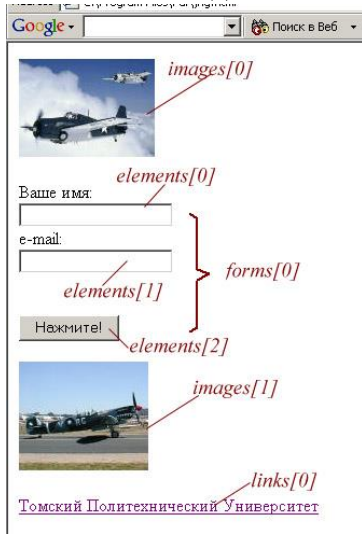 Google
Поиск в Веб
images[0]
elements[0]
Ваше имя:
e-mail:
forms[0]
elements[1]
Нажмите!
elements[2]
images[1]
links[0]
Томский Политехнический Университет